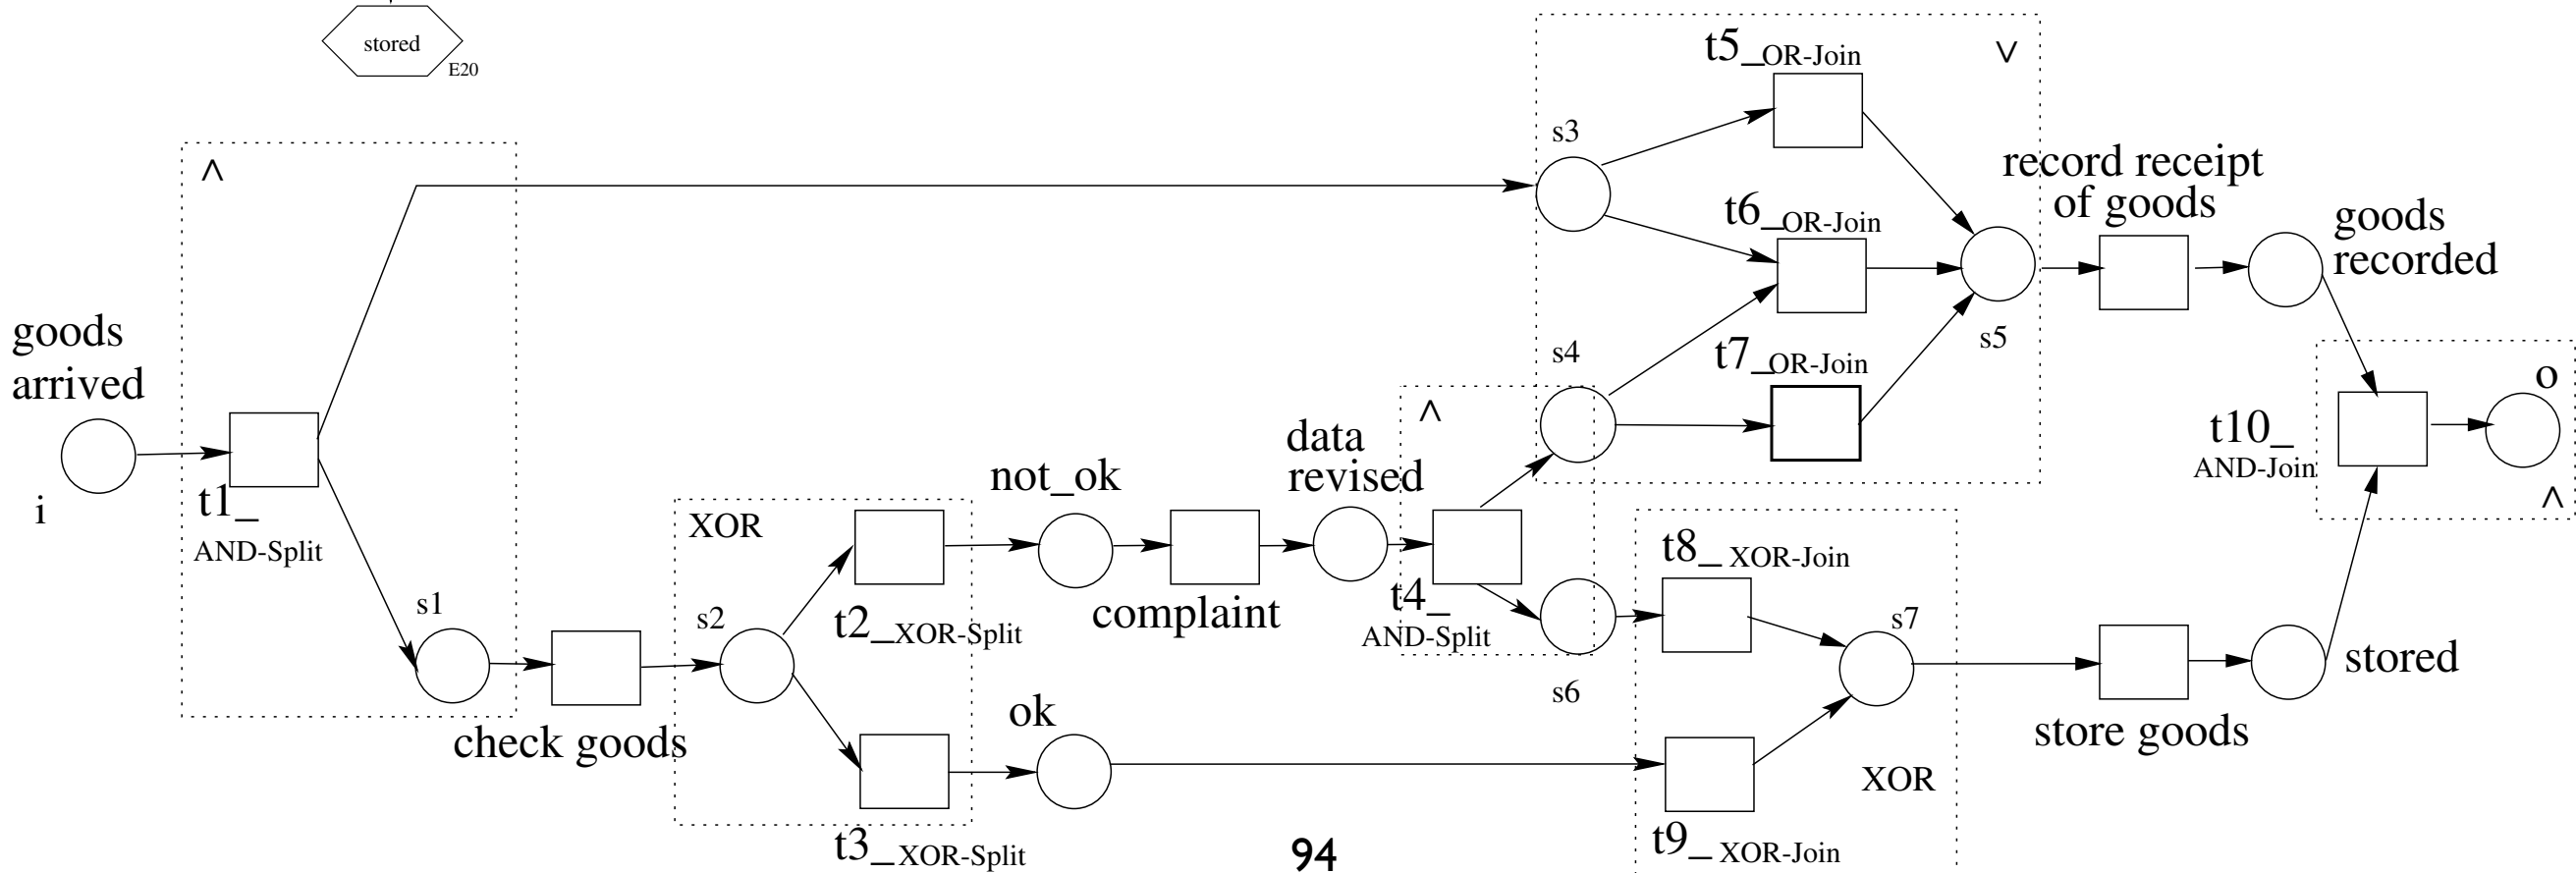 stored
E20
t5_OR-Join
∨
s3
^
record receipt
of goods
t6_OR-Join
goods
recorded
goods
arrived
s5
s4
t7_OR-Join
o
^
data
revised
t10_
AND-Join
not_ok
i
t1_
AND-Split
XOR
^
t8_ XOR-Join
s1
s2
t2_XOR-Split
complaint
t4_
AND-Split
s7
stored
s6
ok
check goods
store goods
XOR
t3_XOR-Split
94
t9_ XOR-Join